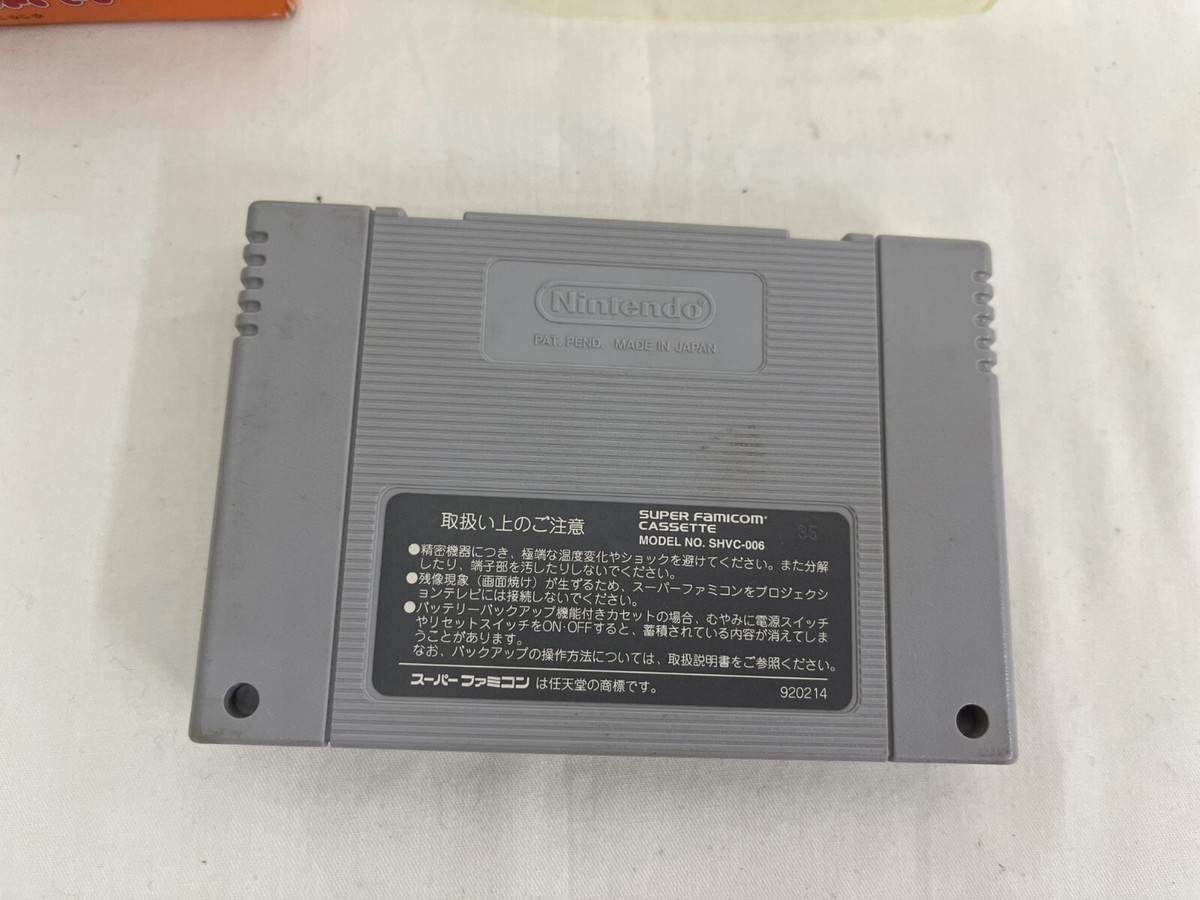 Nintendo®
PAT. PEND. MADE IN JAPAN
取扱い上のご注意
SUPER FAMICOM
CASSETTE
MODEL NO. SHVC-006
35
●精密機器につき、極端な温度変化やショックを避けてください。また分解
したり、端子部を汚したりしないでください。
●残像現象（画面焼け）が生ずるため、スーパーファミコンをプロジェクシ
ョンテレビには接続しないでください。
●バッテリーバックアップ機能付きカセットの場合、むやみに電源スイッチ
やリセットスイッチをON・OFFすると、蓄積されている内容が消えてしま
うことがあります。
なお、バックアップの操作方法については、取扱説明書をご参照ください。
スーパーファミコン は任天堂の商標です。
920214